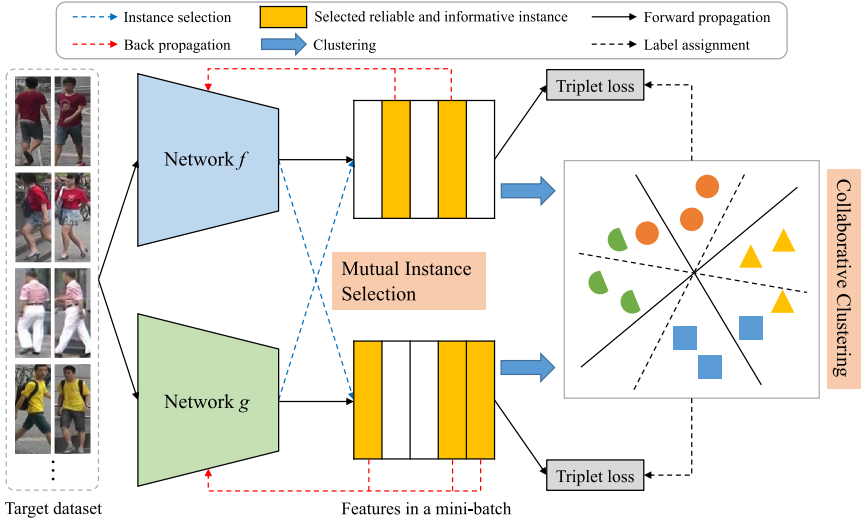 Instance selection
Selected reliable and informative instance
Forward propagation
Back propagation
Clustering
Label assignment
Triplet loss
Network f
Mutual Instance
Selection
Collaborative Clustering
Network g
Triplet loss
Target dataset
Features in a mini-batch